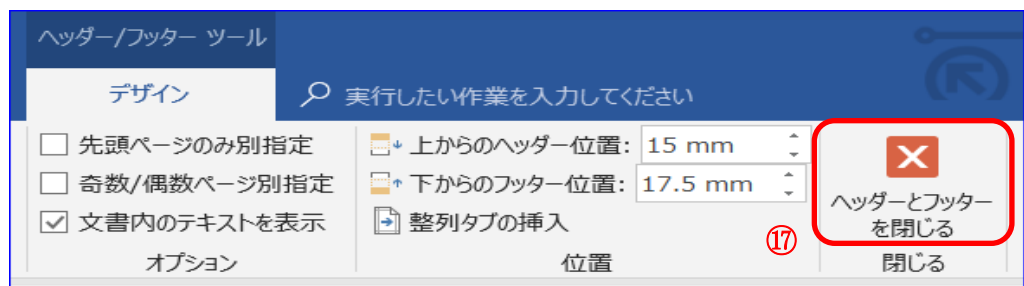 ヘッダー/フッター ツール
デザイン
実行したい作業を入力してください
先頭ページのみ別指定
奇数/偶数ページ別指定
文書内のテキストを表示
オプション
上からのヘッダー位置: 15 mm
下からのフッター位置: 17.5 mm
整列タブの挿入
位置
⑰
ヘッダーとフッター
を閉じる
閉じる